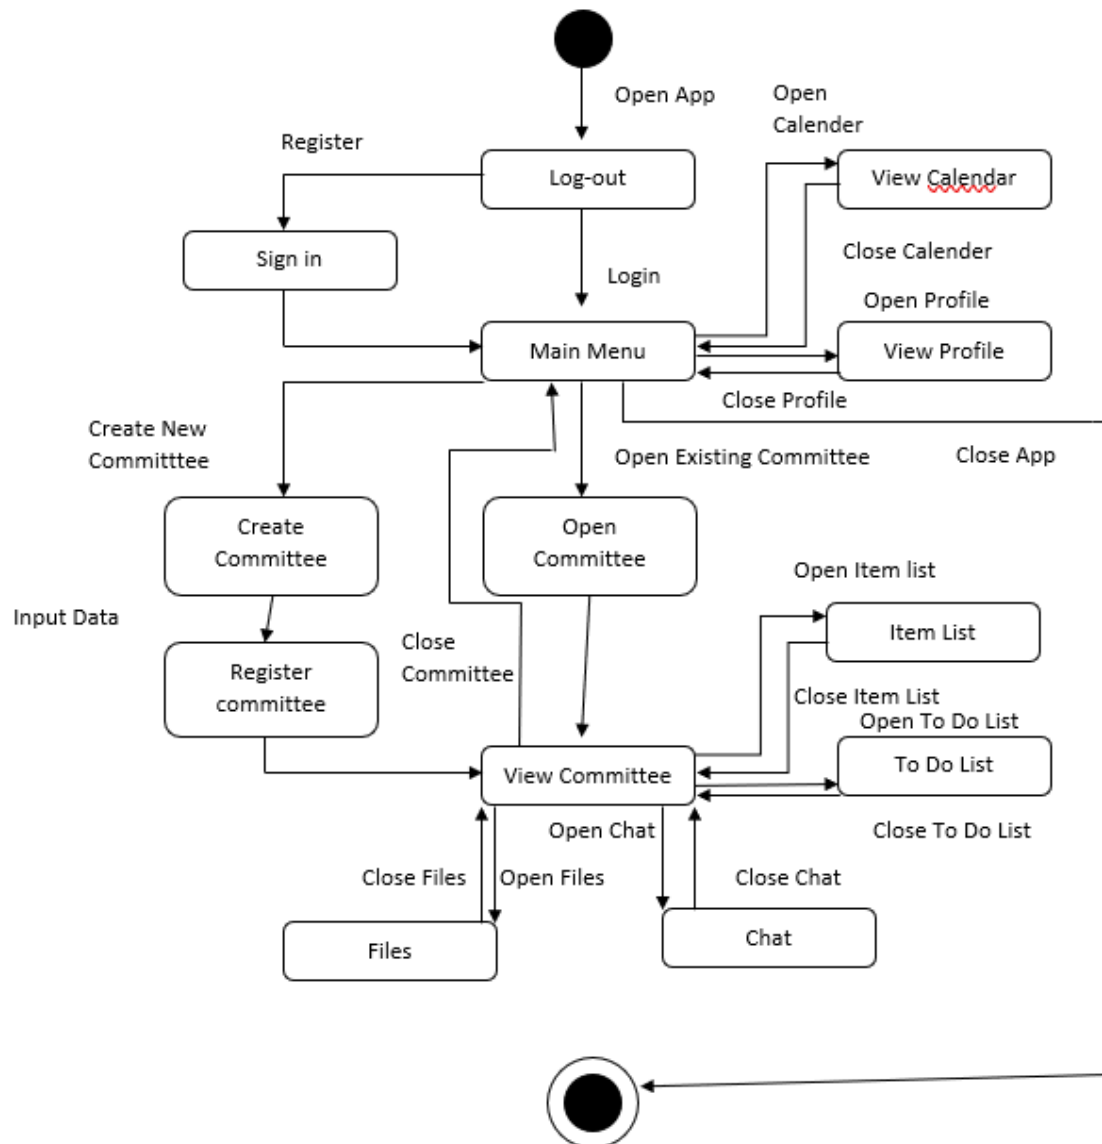 Open App
Open
Calender
Register
Log-out
View Calendar
Sign in
Close Calender
Login
Open Profile
Main Menu
View Profile
Close Profile
Create New
Committtee
Open Existing Committee
Close App
Create
Committee
Open
Committee
Open Item list
Input Data
Item List
Close
Committee
Register
committee
Close Item List
Open To Do List
View Committee
To Do List
Open Chat
Close To Do List
Close Files
Open Files
Close Chat
Files
Chat